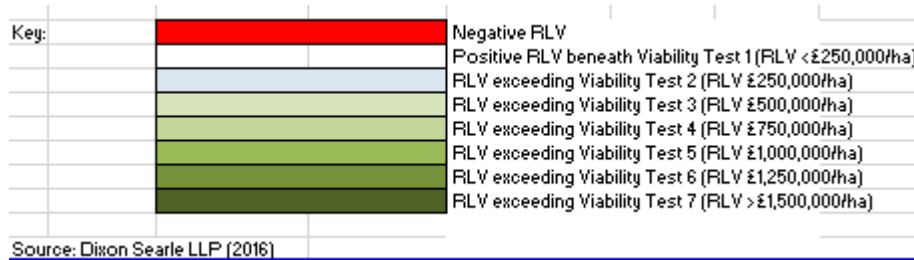 Key:
Negative RLV
Positive RLV beneath Viability Test 1 (RLV <£250,000/ha)
RLV exceeding Viability Test 2 (RLV £250,000/ha)
RLV exceeding Viability Test 3 (RLV £500,000/ha)
RLV exceeding Viability Test 4 (RLV £750,000/ha)
RLV exceeding Viability Test 5 (RLV £1,000,000/ha)
RLV exceeding Viability Test 6 (RLV £1,250,000/ha)
RLV exceeding Viability Test 7 (RLV >£1,500,000/ha)
Source: Dixon Searle LLP (2016)